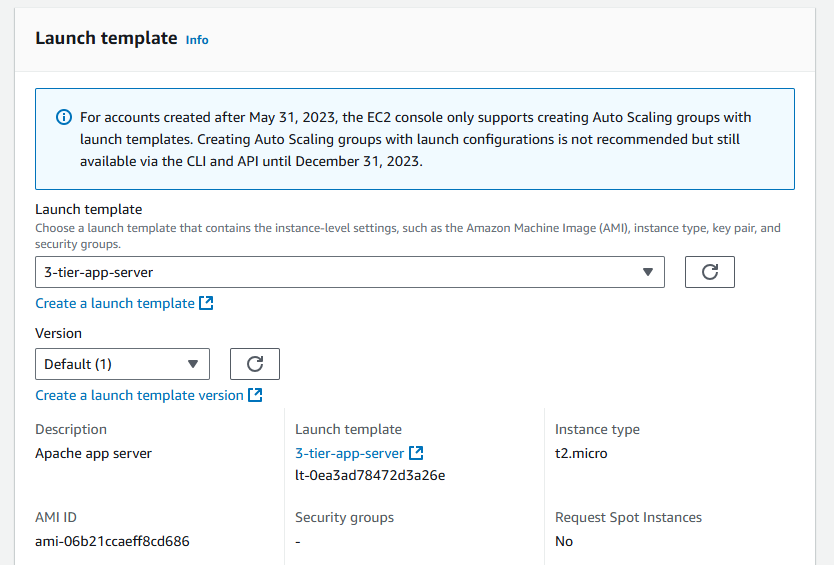 Launch template Info
For accounts created after May 31, 2023, the EC2 console only supports creating Auto Scaling groups with
launch templates. Creating Auto Scaling groups with launch configurations is not recommended but still
available via the CLI and API until December 31, 2023.
Launch template
Choose a launch template that contains the instance-level settings, such as the Amazon Machine Image (AMI), instance type, key pair, and
security groups.
3-tier-app-server
Create a launch template
Version
Default (1)
Create a launch template version
Description
Apache app server
Launch template
3-tier-app-server
lt-0ea3ad78472d3a26e
Instance type
t2.micro
AMI ID
ami-06b21ccaeff8cd686
Security groups
-
Request Spot Instances
No